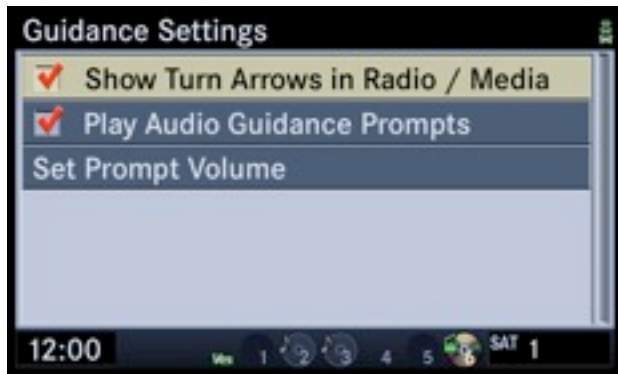 Guidance Settings
Show Turn Arrows in Radio / Media
Play Audio Guidance Prompts
Set Prompt Volume
12:00 Ves 1 2 3 4 5 6 SAT 1